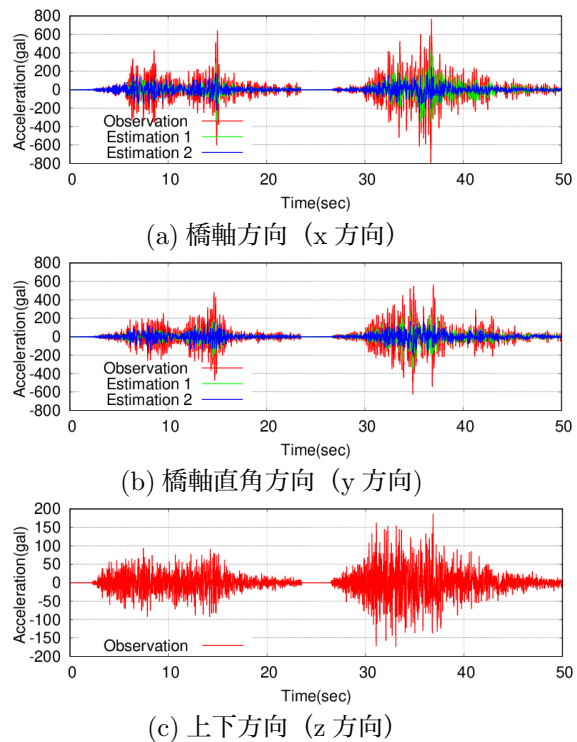 800
600
400
200
0
-200
-400
-600
-800
Acceleration(gal)
Observation
Estimation 1
Estimation 2
0 10 20 30 40 50
Time(sec)
(a) 橋軸方向（x 方向）
800
600
400
200
0
-200
-400
-600
-800
Acceleration(gal)
Observation
Estimation 1
Estimation 2
0 10 20 30 40 50
Time(sec)
(b) 橋軸直角方向（y 方向)
200
150
100
50
0
-50
-100
-150
-200
Acceleration(gal)
Observation
0 10 20 30 40 50
Time(sec)
(c) 上下方向（z 方向）